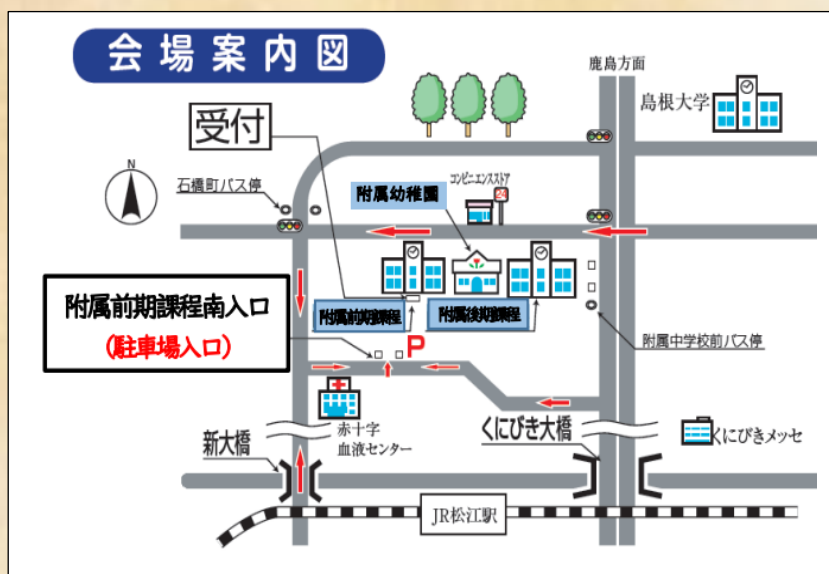 会場案内図
鹿島方面
島根大学
受付
N
石橋町バス停
コンビニエンスストア
24
附属幼稚園
附属前期課程南入口
(駐車場入口)
附属前期課程
附属後期課程
P
附属中学校前バス停
赤十字
血液センター
新大橋
くにびき大橋
くにびきメッセ
JR松江駅